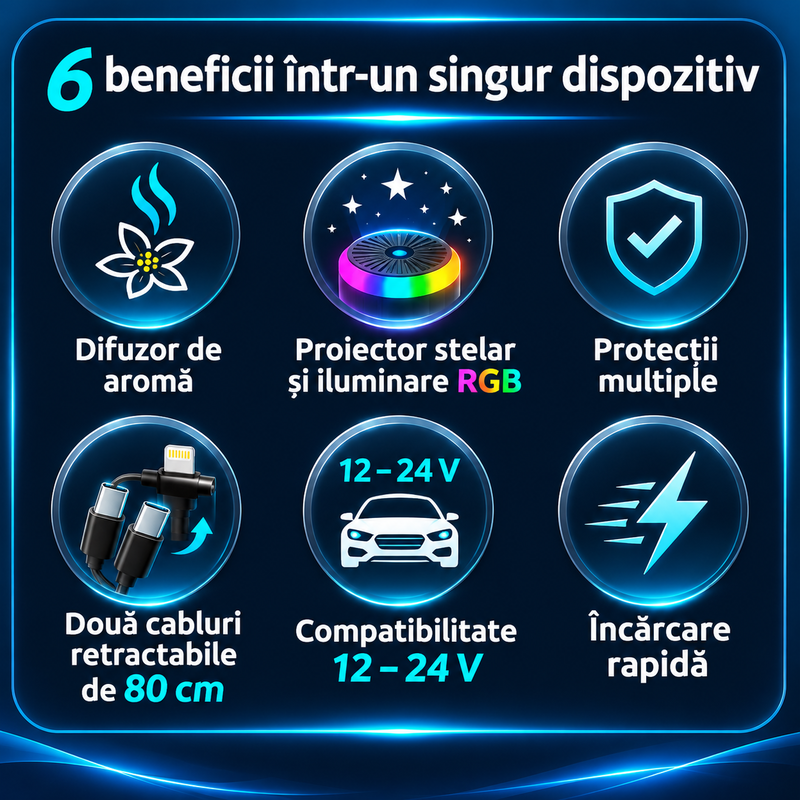 6 beneficii într-un singur dispozitiv
Difuzor de
aromă
Proiector stelar
și iluminare RGB
Protecții
multiple
Două cabluri
retractabile
de 80 cm
12 – 24 V
Compatibilitate
12 – 24 V
Încărcare
rapidă